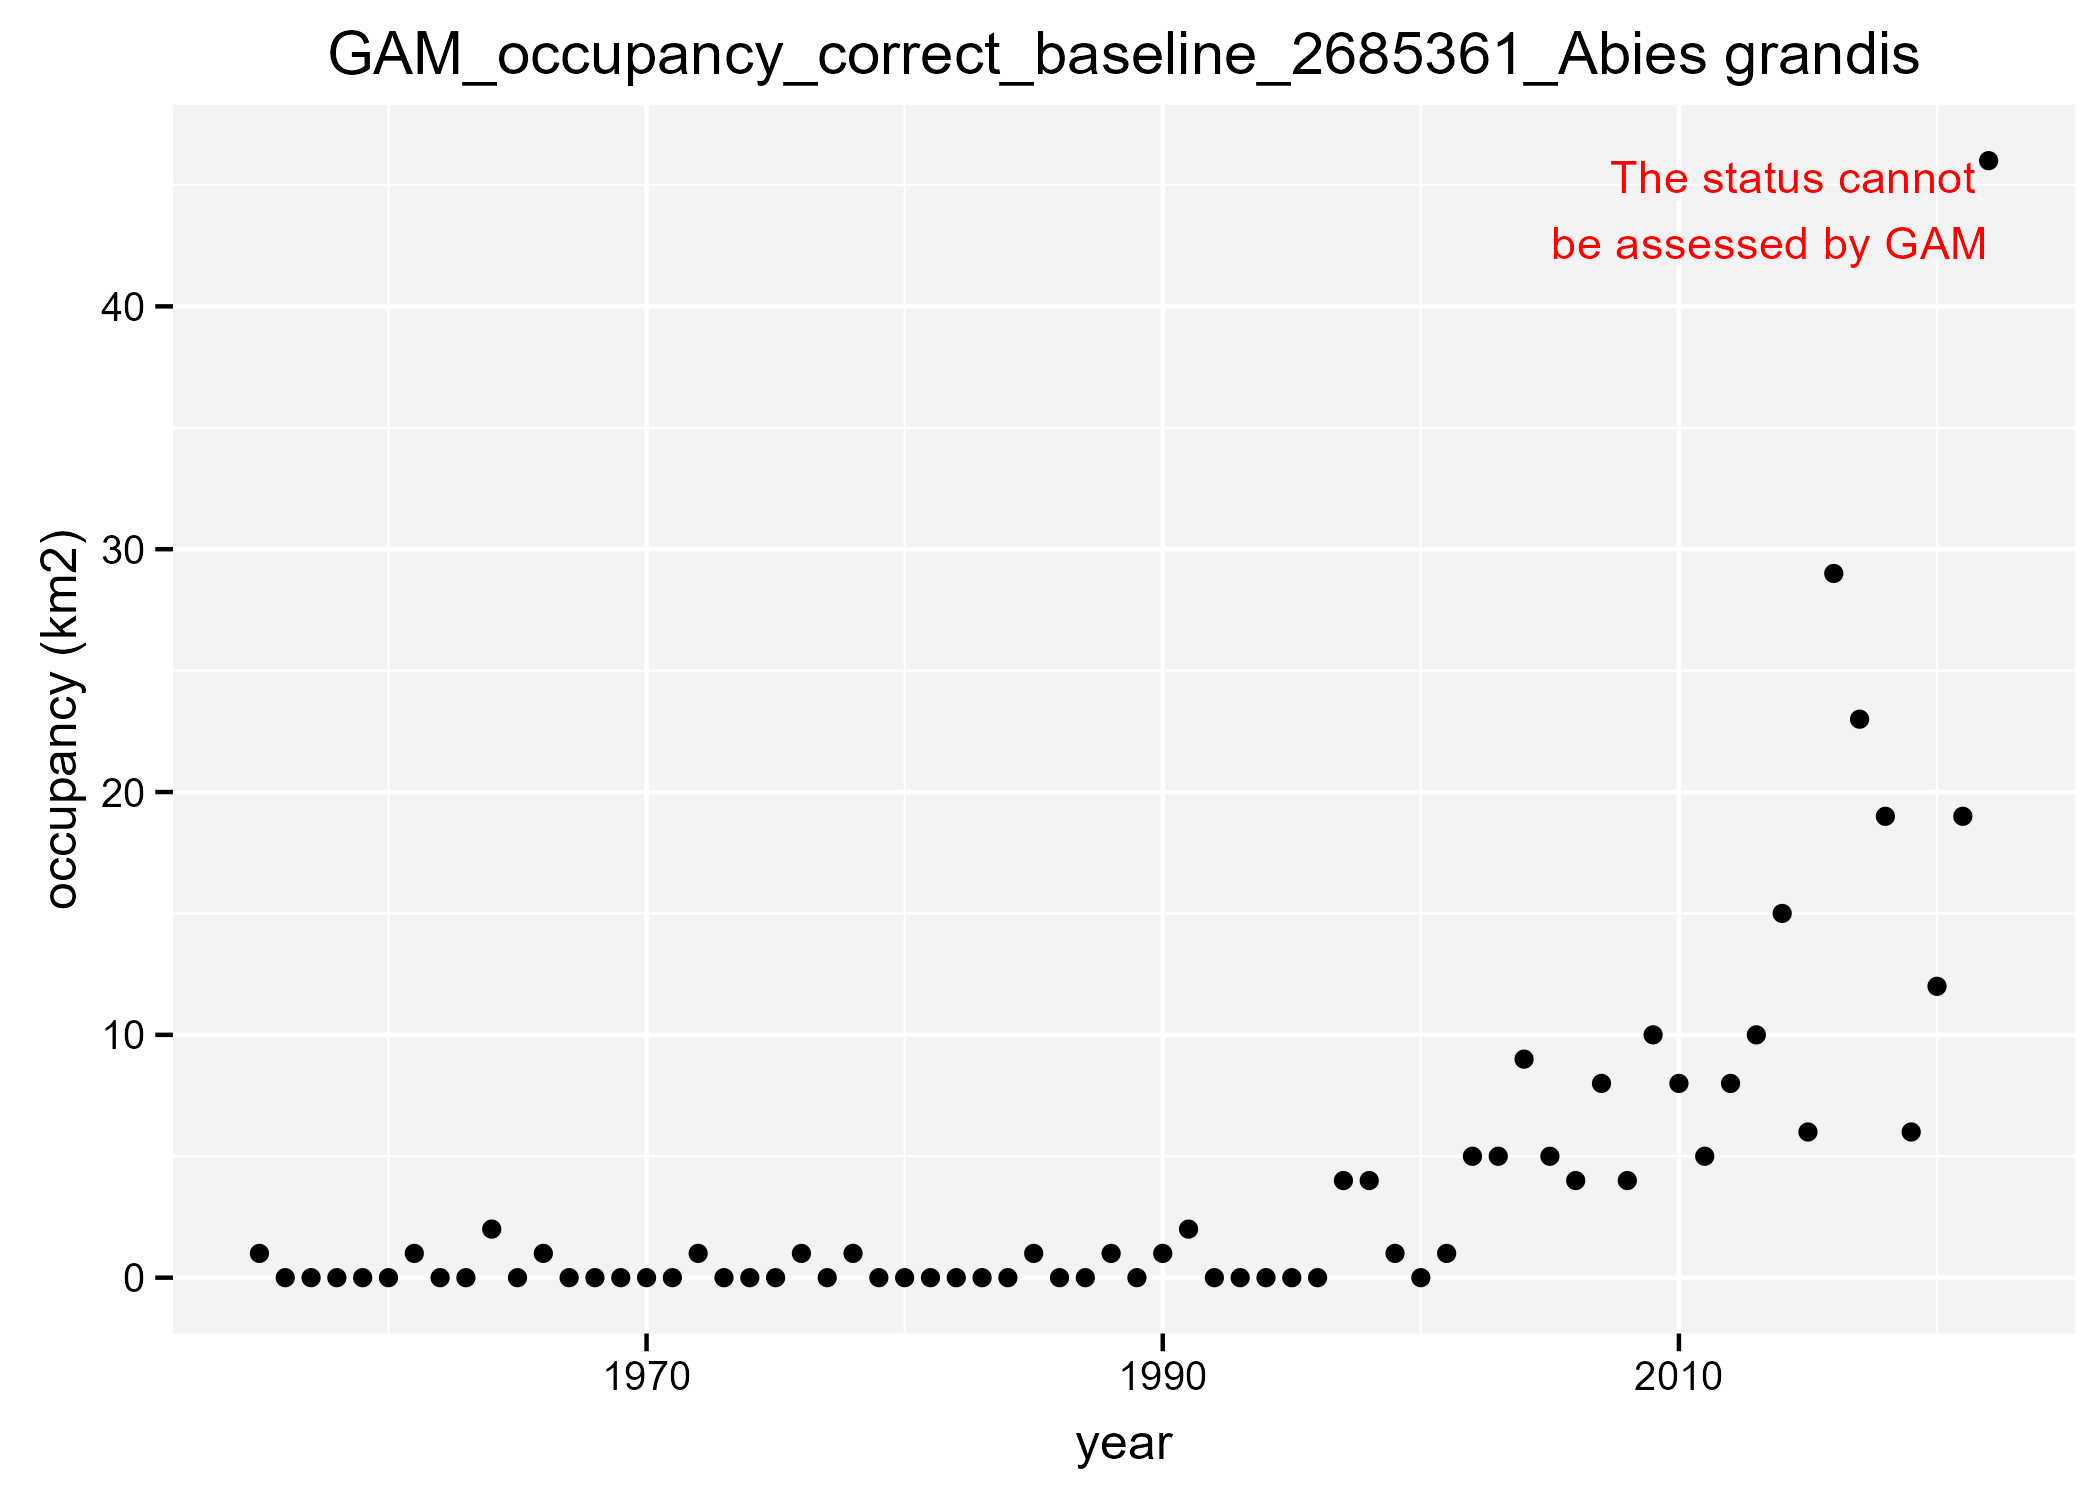 GAM_occupancy_correct_baseline_2685361_Abies grandis
The status cannot
be assessed by GAM
occupancy (km2)
40
30
20
10
0
1970
1990
2010
year